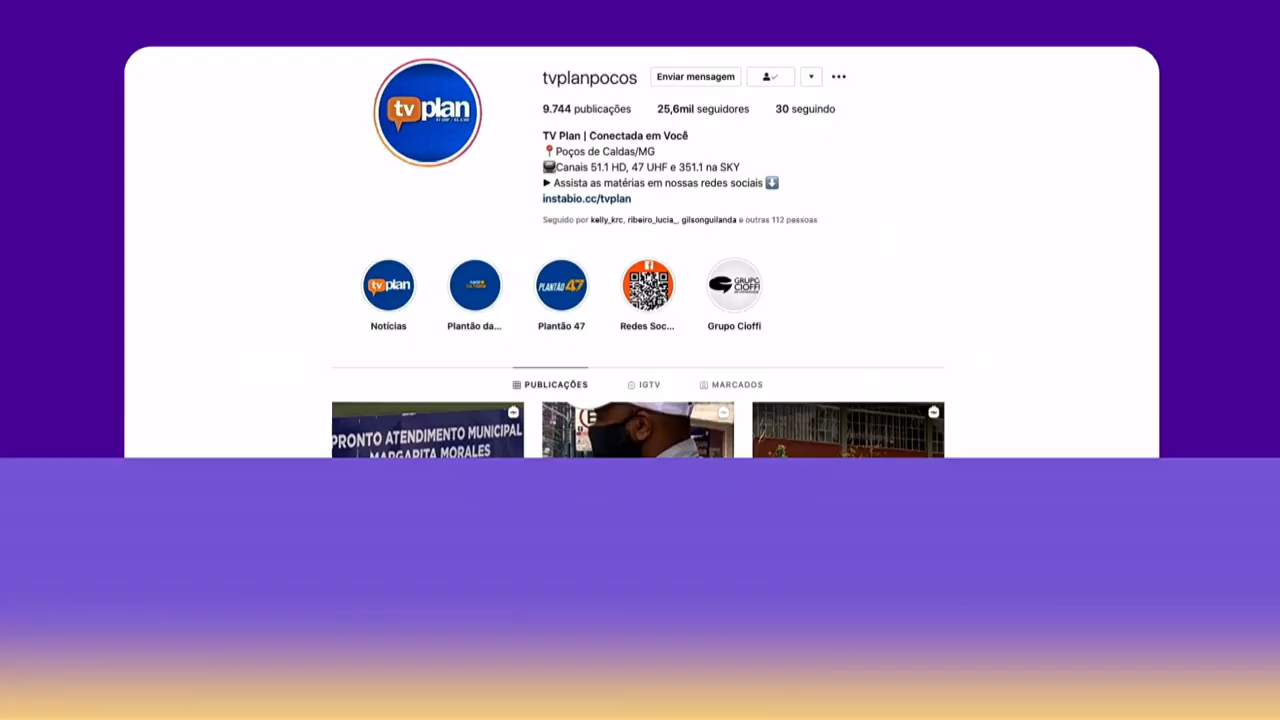 tvplan
tvplanpocos
Enviar mensagem
9.744 publicações 25,6mil seguidores 30 seguindo
TV Plan | Conectada em Você
📍Poços de Caldas/MG
Canais 51.1 HD, 47 UHF e 351.1 na SKY
▶ Assista as matérias em nossas redes sociais ⬇️
instabio.cc/tvplan
Seguido por kelly_krc, ribeiro_lucia_, gilsonguilanda e outras 112 pessoas
tvplan
PLANTÃO 47
GRUPO CIOFFI
Notícias
Plantão da...
Plantão 47
Redes Soc...
Grupo Cioffi
PUBLICAÇÕES
IGTV
MARCADOS
PRONTO ATENDIMENTO MUNICIPAL
MARGARITA MORALES